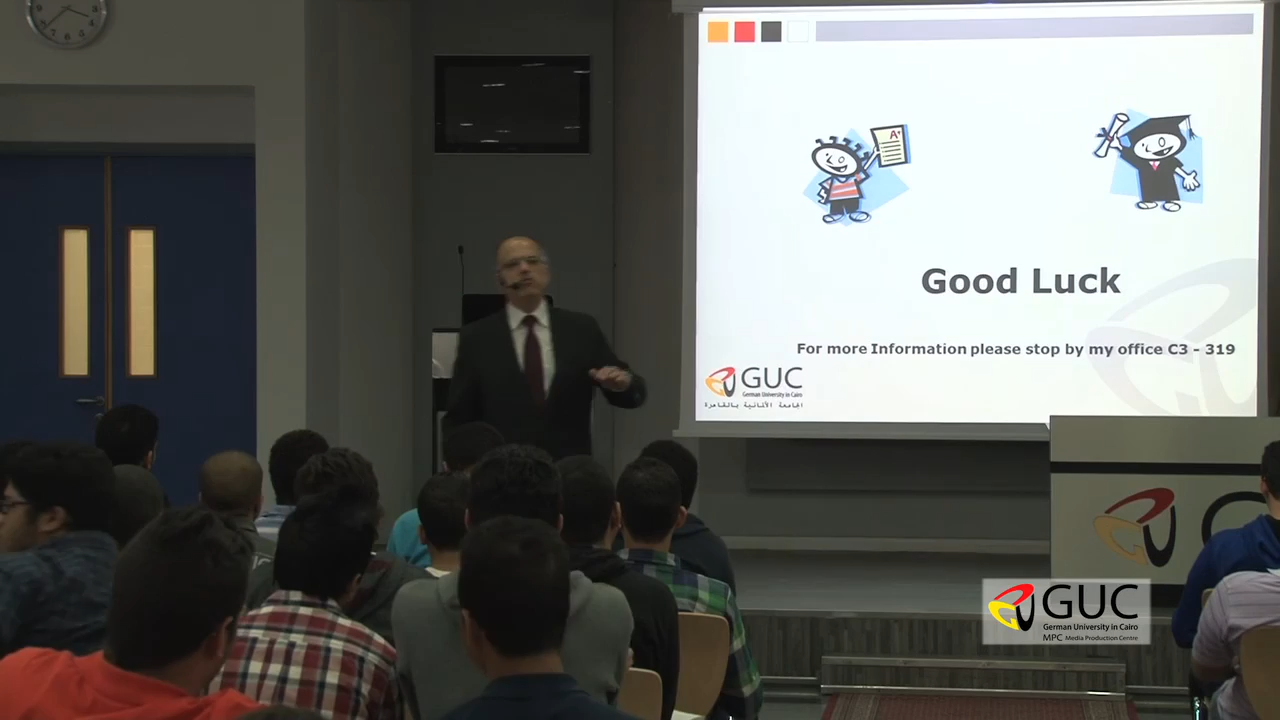 A+
Good Luck
For more Information please stop by my office C3 - 319
GUC
German University in Cairo
الجامعة الألمانية بالقاهرة
GUC
German University in Cairo
MPC Media Production Centre